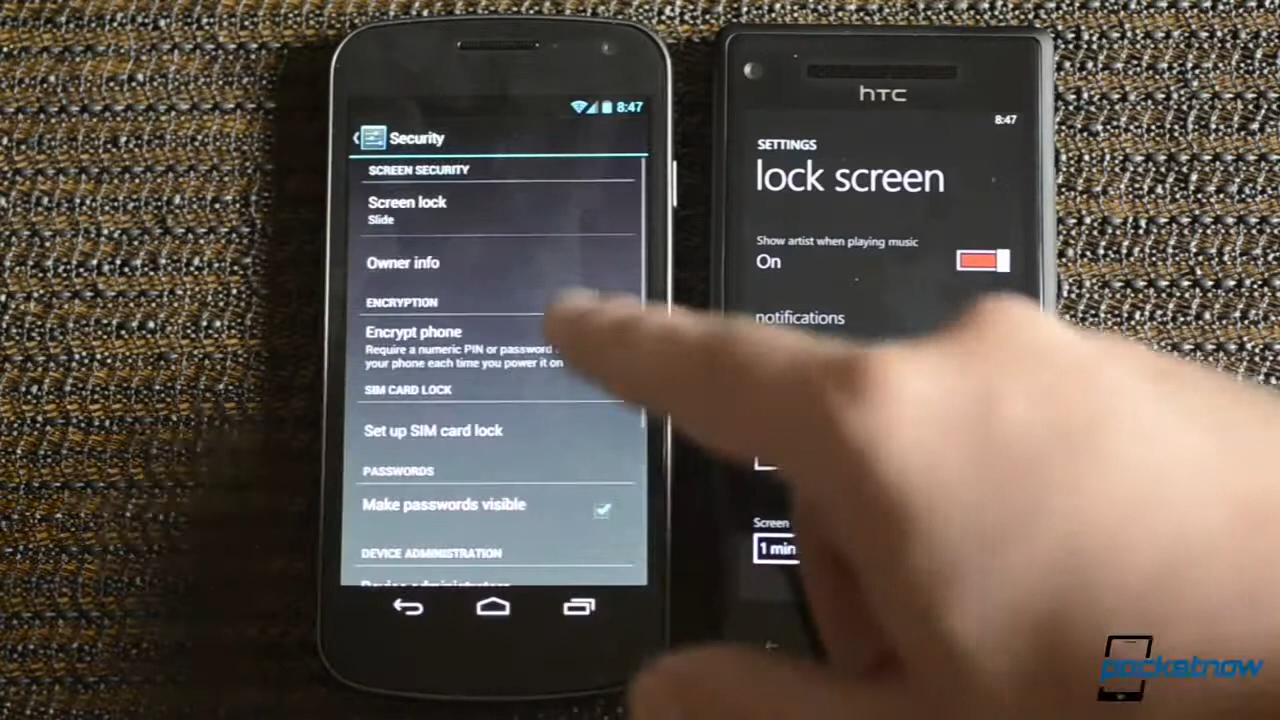 8:47
Security
SCREEN SECURITY
Screen lock
Slide
Owner info
ENCRYPTION
Encrypt phone
Require a numeric PIN or password
your phone each time you power it on
SIM CARD LOCK
Set up SIM card lock
PASSWORDS
Make passwords visible
DEVICE ADMINISTRATION
Device administrators
hTC
8:47
SETTINGS
lock screen
Show artist when playing music
On
notifications
Screen
1 min
pocketnow